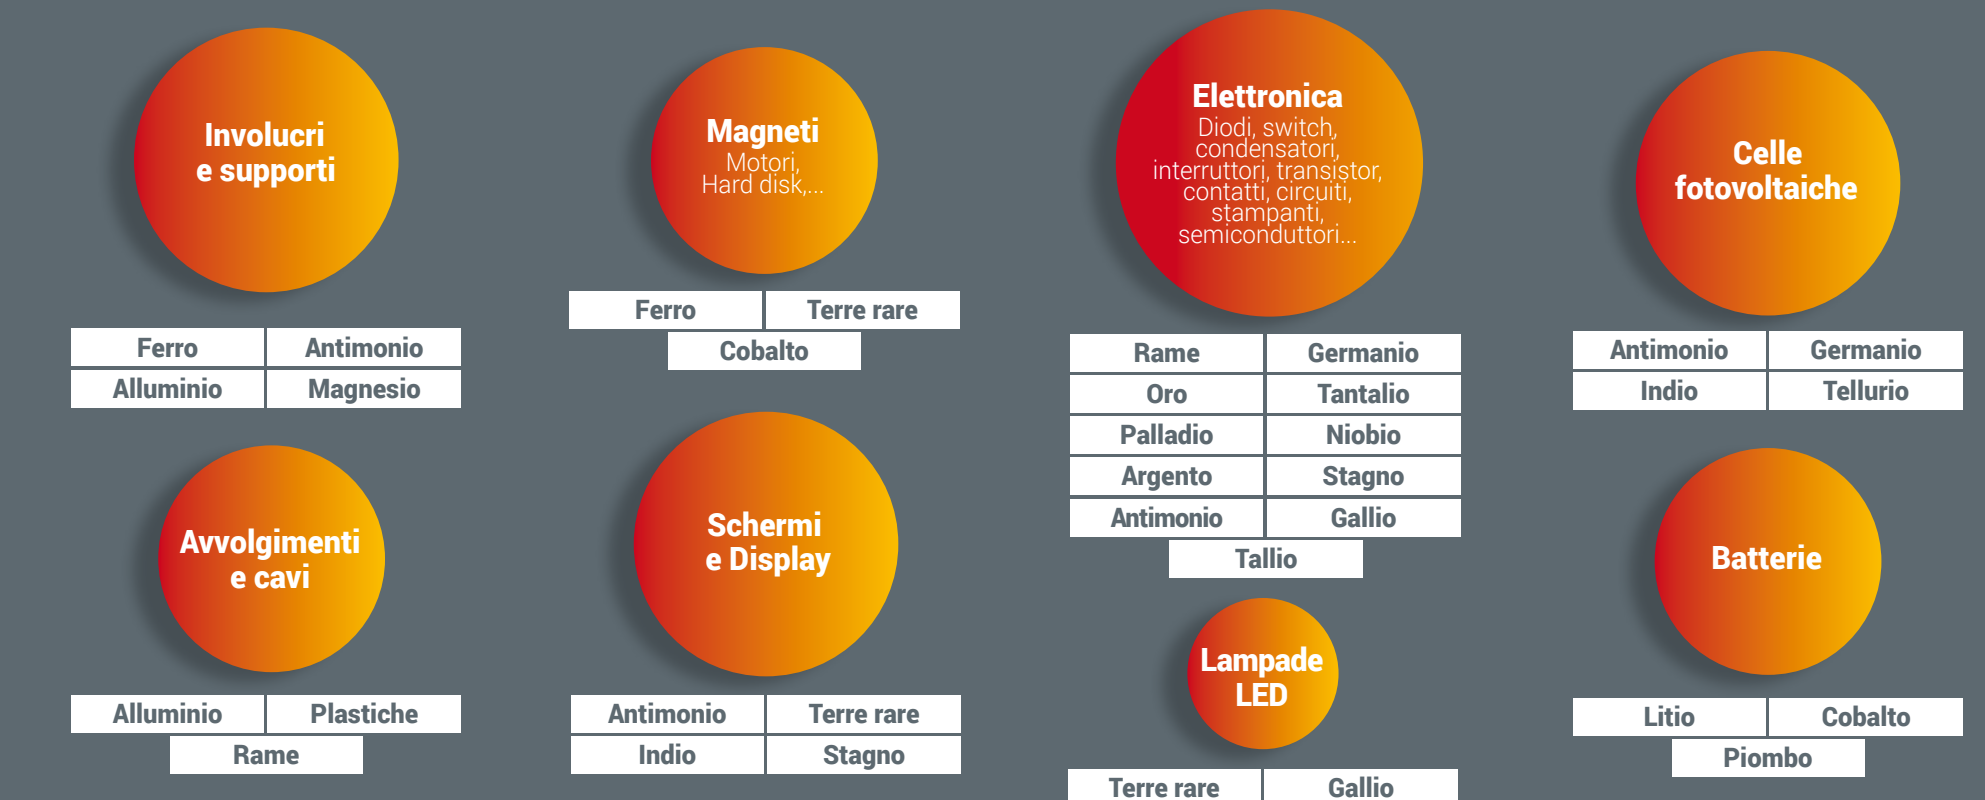 Involucri
e supporti
Ferro
Antimonio
Alluminio
Magnesio
Avvolgimenti
e cavi
Alluminio
Plastiche
Rame
Magneti
Motori,
Hard disk,...
Ferro
Terre rare
Cobalto
Schermi
e Display
Antimonio
Terre rare
Indio
Stagno
Elettronica
Diodi, switch,
condensatori,
interruttori, transistor,
contatti, circuiti,
stampanti,
semiconduttori...
Rame
Germanio
Oro
Tantalio
Palladio
Niobio
Argento
Stagno
Antimonio
Gallio
Tallio
Lampade
LED
Terre rare
Gallio
Celle
fotovoltaiche
Antimonio
Germanio
Indio
Tellurio
Batterie
Litio
Cobalto
Piombo